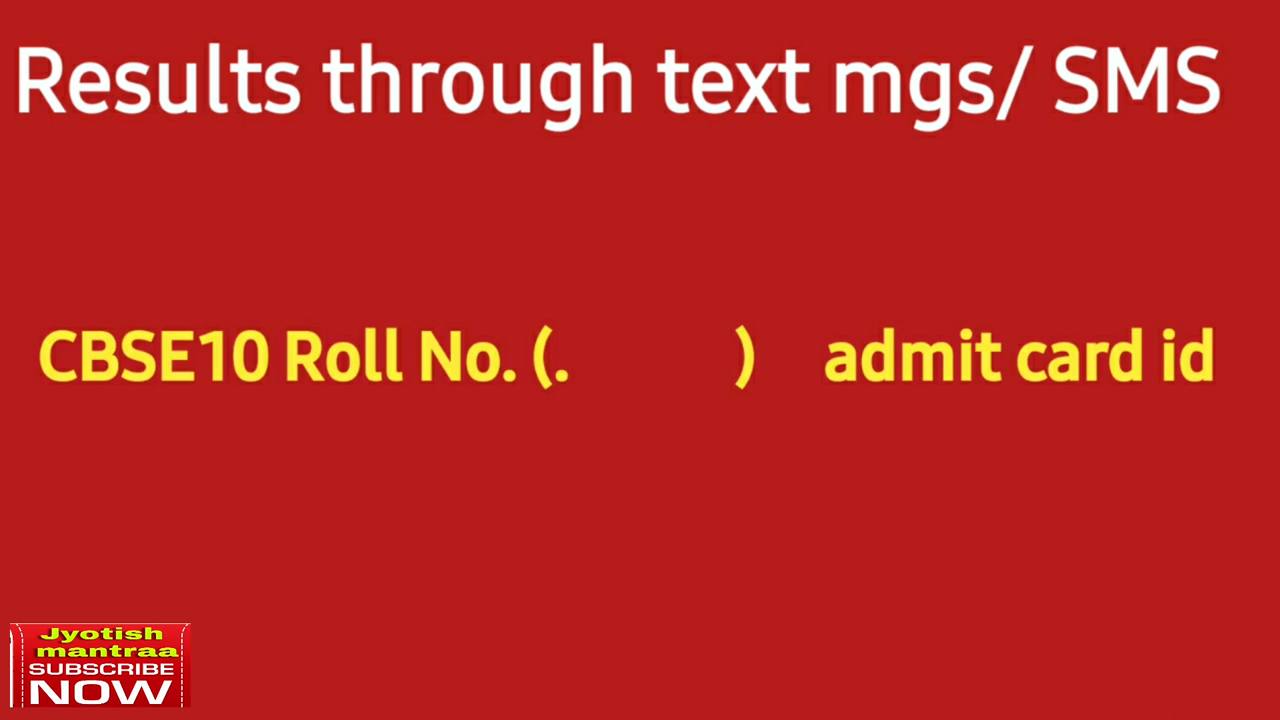 Results through text mgs/ SMS
CBSE10 Roll No. (. ) admit card id
Jyotish
mantraa
SUBSCRIBE
NOW